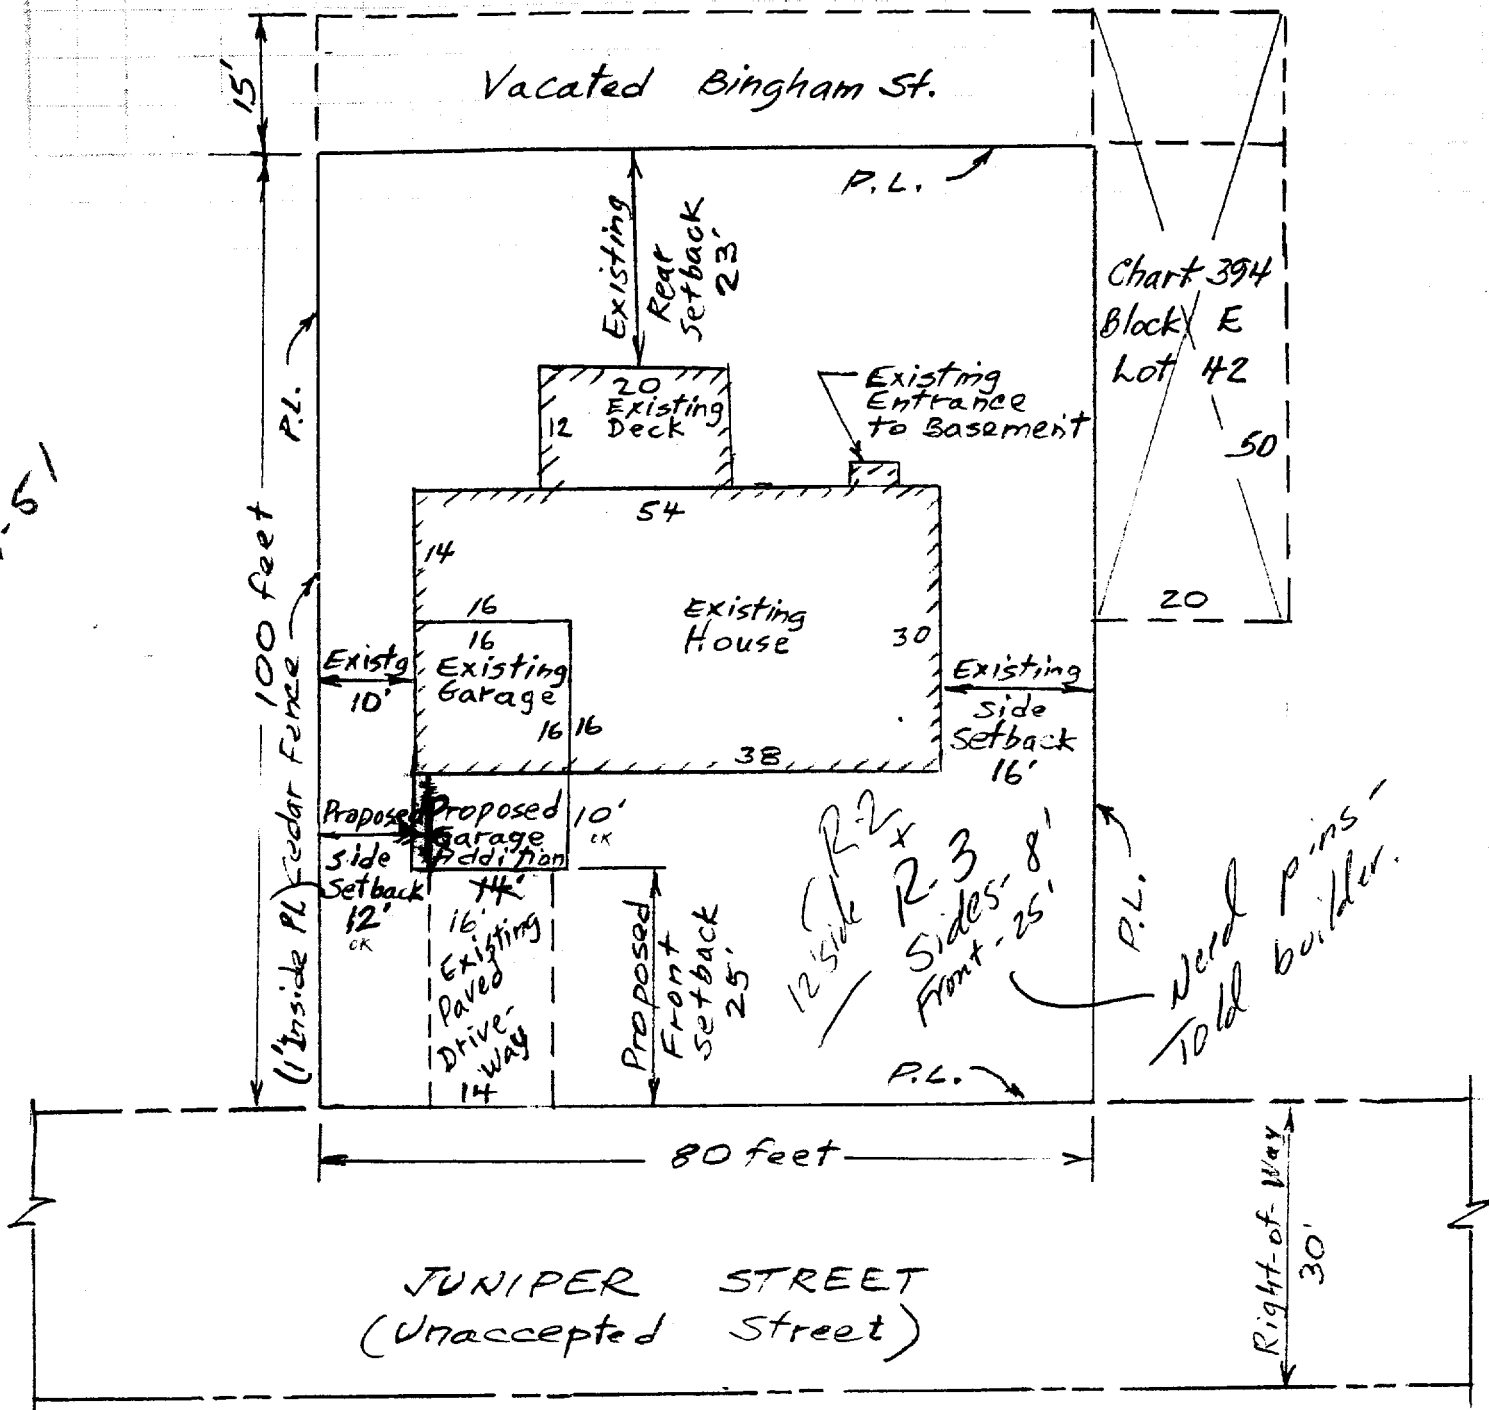 15'
Vacated Bingham St.
P.L.
Existing
Rear
Setback
23'
Chart 394
Block E
Lot 42
50
20
P.L.
20
Existing
Deck
12
Existing
Entrance
to Basement
54
14
16
16
Existing
Garage
16
16
Existing
House
30
38
100 feet
Existg
10'
Existing
side
Setback
16'
Cedar Fence
(1' Inside PL)
Proposed
side
Setback
12'
OK
Proposed
Garage
Addition
10'
OK
14'
16'
Existing
Paved
Drive-
way
14
Proposed
Front
Setback
25'
R-2
12' side
R-3
Sides- 8'
Front- 25'
P.L.
Need pins-
Told builder.
P.L.
80 feet
JUNIPER STREET
(Unaccepted Street)
Right-of-Way
30'